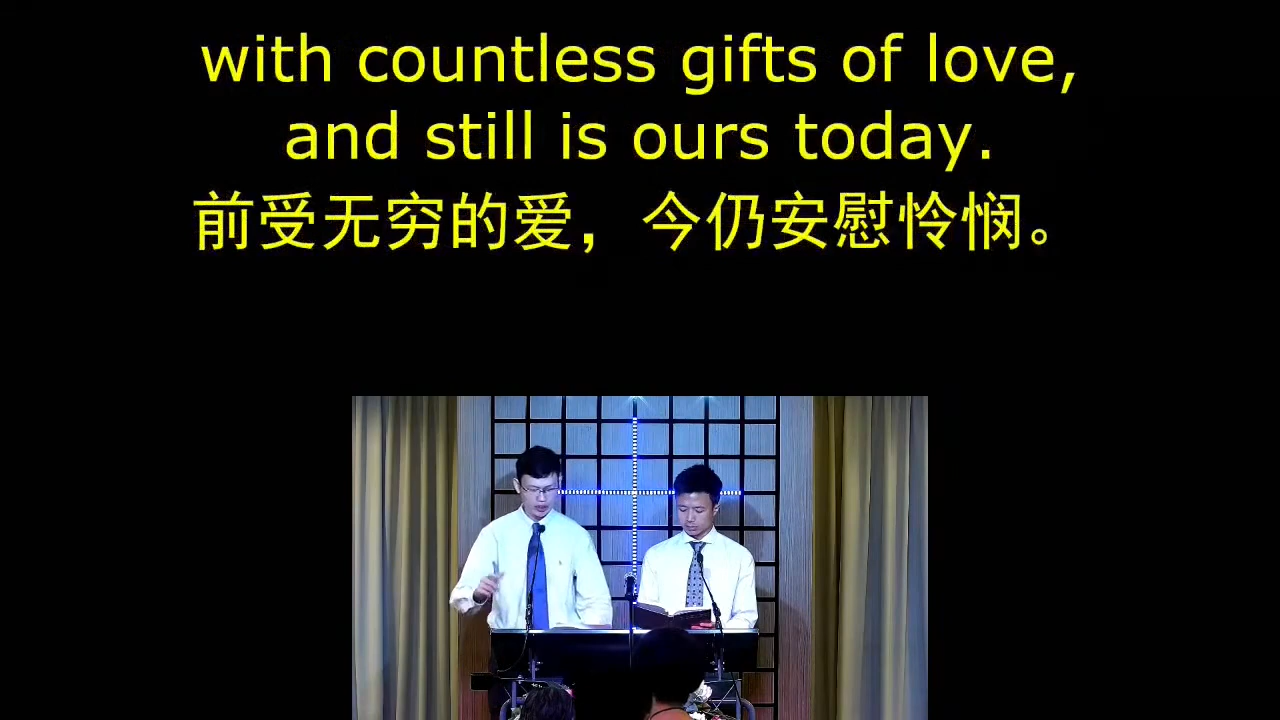 with countless gifts of love,
and still is ours today.
前受无穷的爱，今仍安慰怜悯。